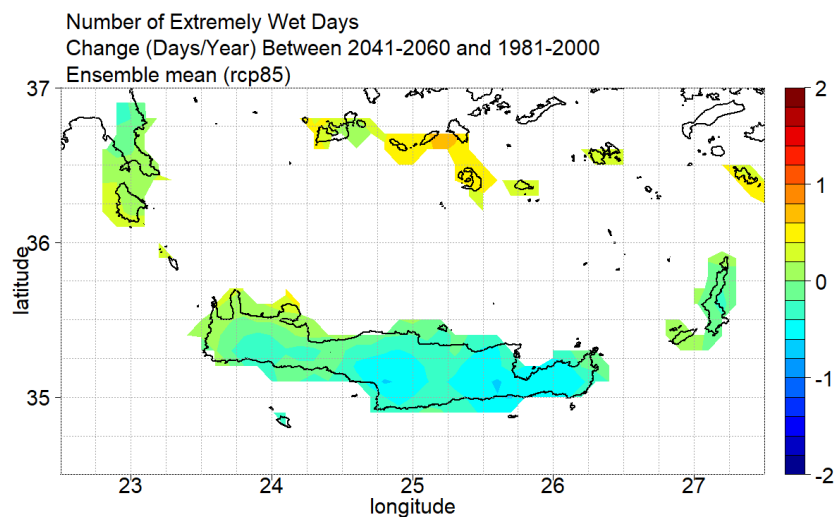 Number of Extremely Wet Days
Change (Days/Year) Between 2041-2060 and 1981-2000
Ensemble mean (rcp85)
37
36
35
latitude
23
24
25
26
27
longitude
2
1
0
-1
-2